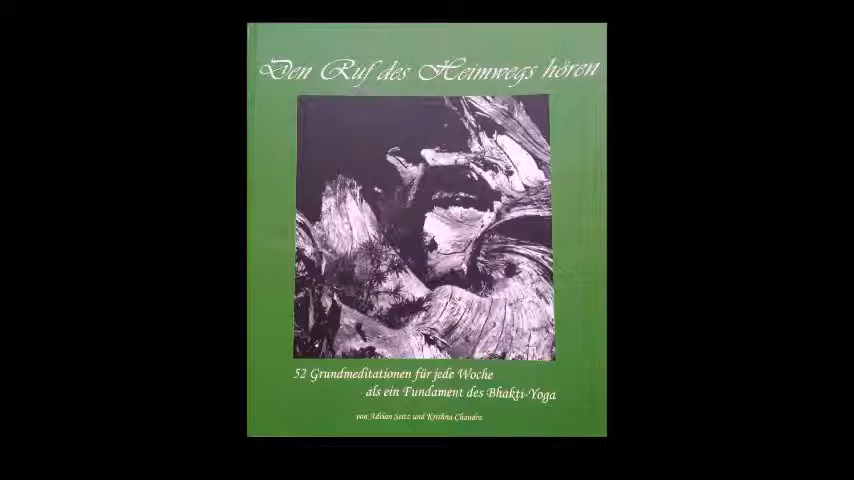 Den Ruf des Heimwegs hören
52 Grundmeditationen für jede Woche
als ein Fundament des Bhakti-Yoga
von Adrian Seitz und Krishna Chandra